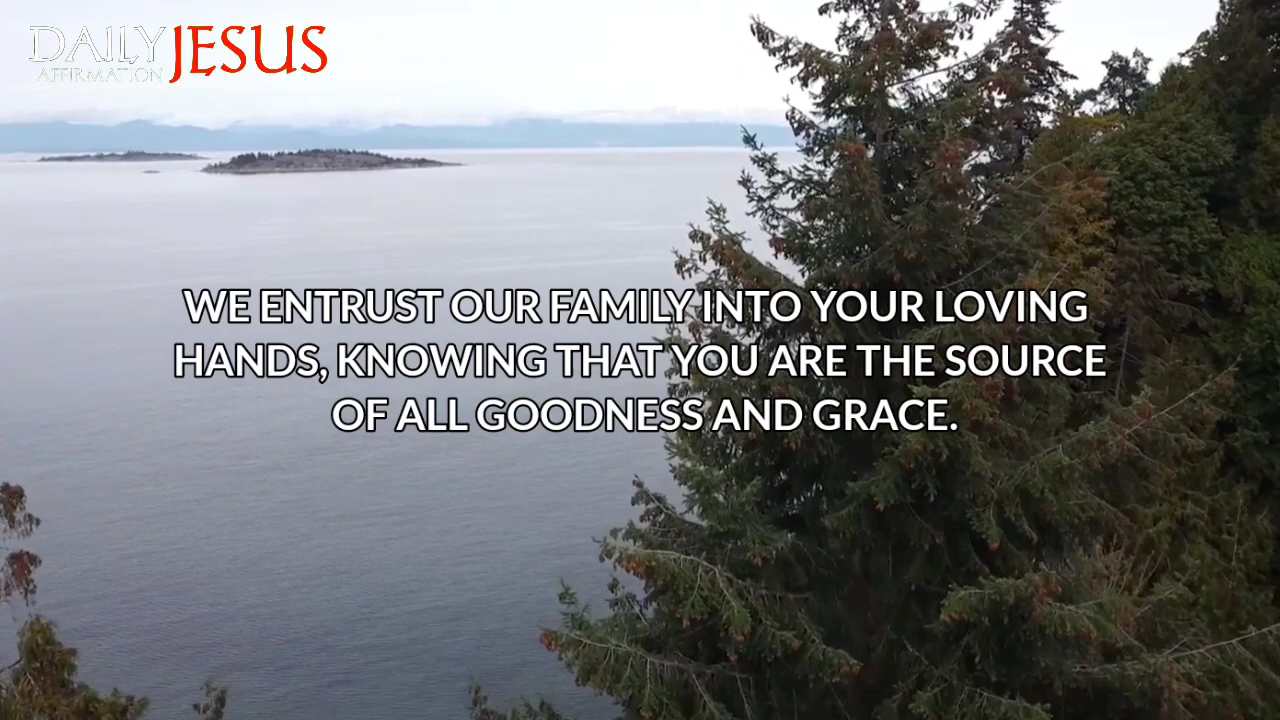 DAILY JESUS
AFFIRMATION
WE ENTRUST OUR FAMILY INTO YOUR LOVING
HANDS, KNOWING THAT YOU ARE THE SOURCE
OF ALL GOODNESS AND GRACE.